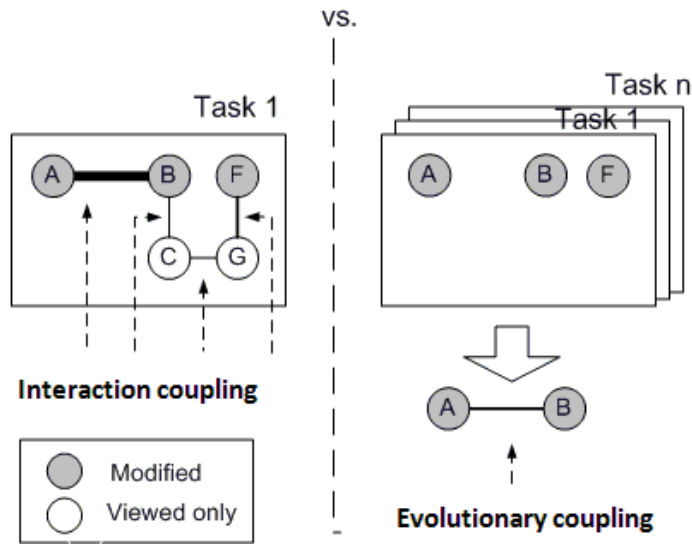 vs.
Task 1
A
B
F
C
G
Interaction coupling
Modified
Viewed only
Task n
Task 1
A
B
F
A
B
Evolutionary coupling